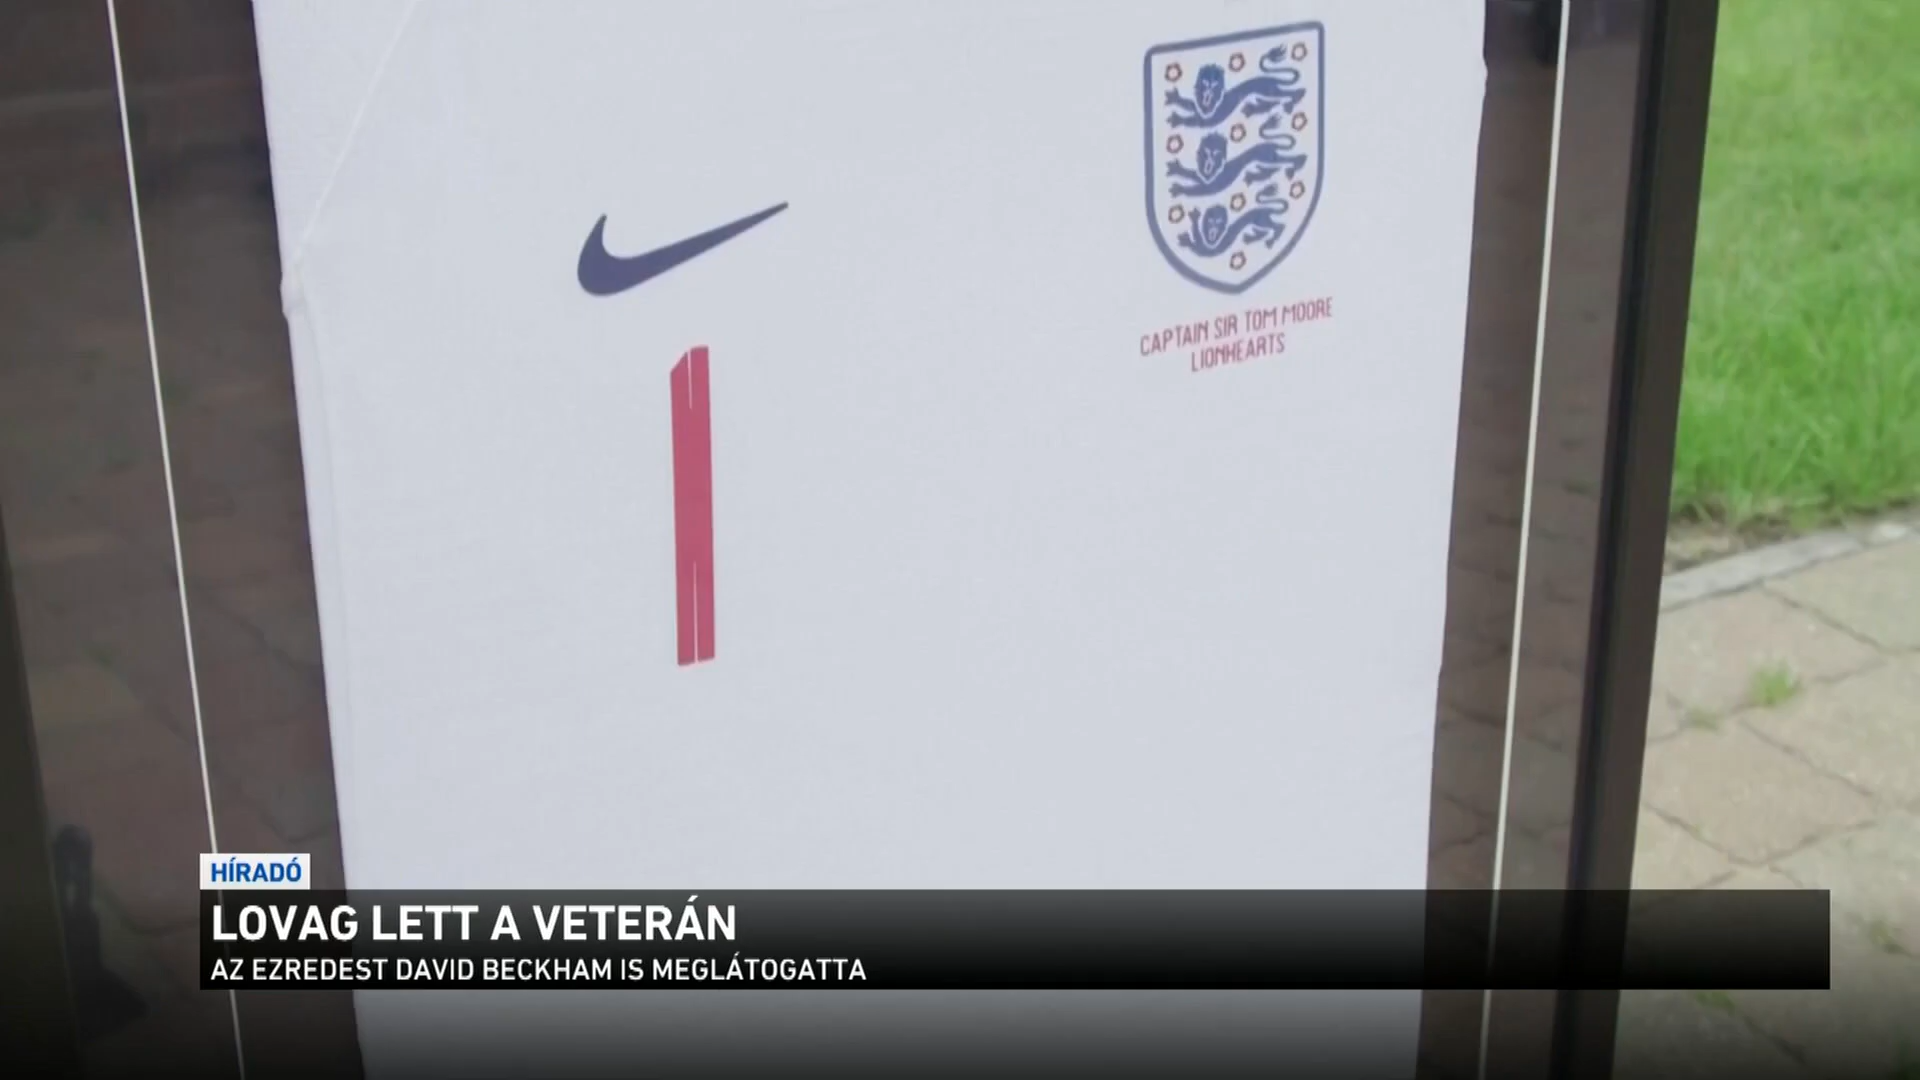 1
CAPTAIN SIR TOM MOORE
LIONHEARTS
HÍRADÓ
LOVAG LETT A VETERÁN
AZ EZREDEST DAVID BECKHAM IS MEGLÁTOGATTA